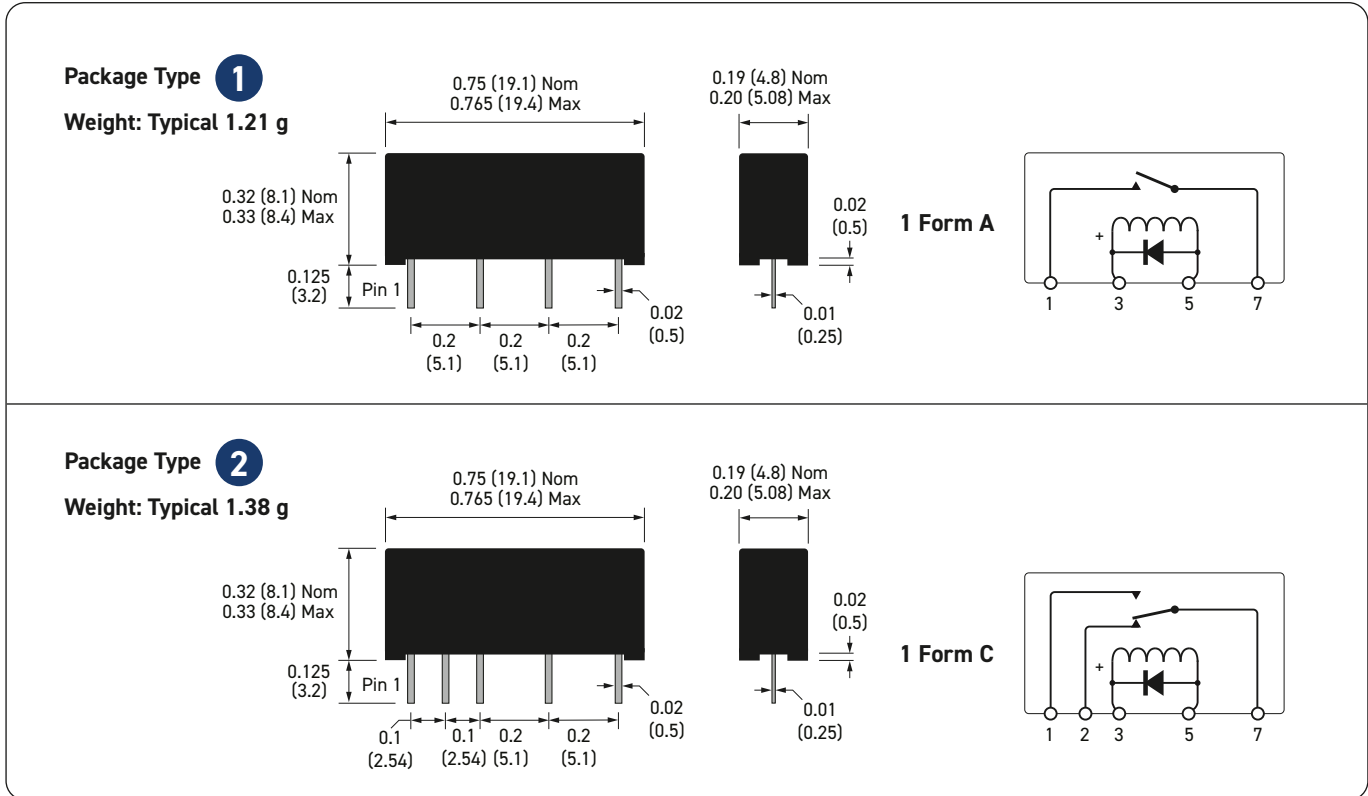 Package Type 1
Weight: Typical 1.21 g
0.75 (19.1) Nom
0.765 (19.4) Max
0.19 (4.8) Nom
0.20 (5.08) Max
0.32 (8.1) Nom
0.33 (8.4) Max
0.125
(3.2)
Pin 1
0.2
(5.1)
0.2
(5.1)
0.2
(5.1)
0.02
(0.5)
0.02
(0.5)
0.01
(0.25)
1 Form A
+
1 3 5 7
Package Type 2
Weight: Typical 1.38 g
0.75 (19.1) Nom
0.765 (19.4) Max
0.19 (4.8) Nom
0.20 (5.08) Max
0.32 (8.1) Nom
0.33 (8.4) Max
0.125
(3.2)
Pin 1
0.1
(2.54)
0.1
(2.54)
0.2
(5.1)
0.2
(5.1)
0.02
(0.5)
0.02
(0.5)
0.01
(0.25)
1 Form C
+
1 2 3 5 7